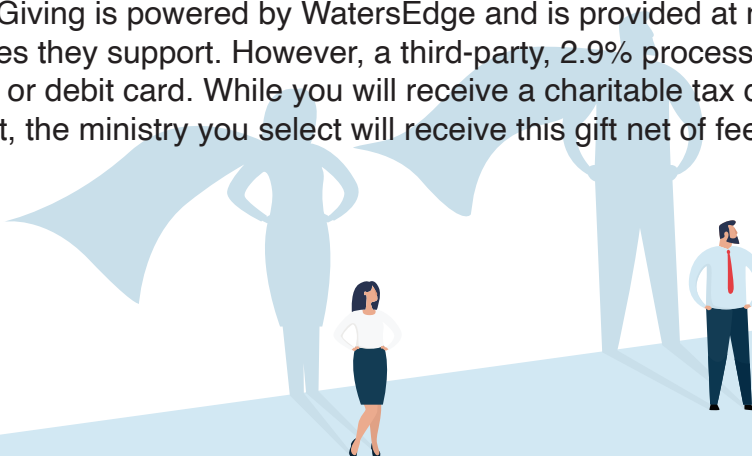 Giving is powered by WatersEdge and is provided at
es they support. However, a third-party, 2.9% process
or debit card. While you will receive a charitable tax
t, the ministry you select will receive this gift net of fee